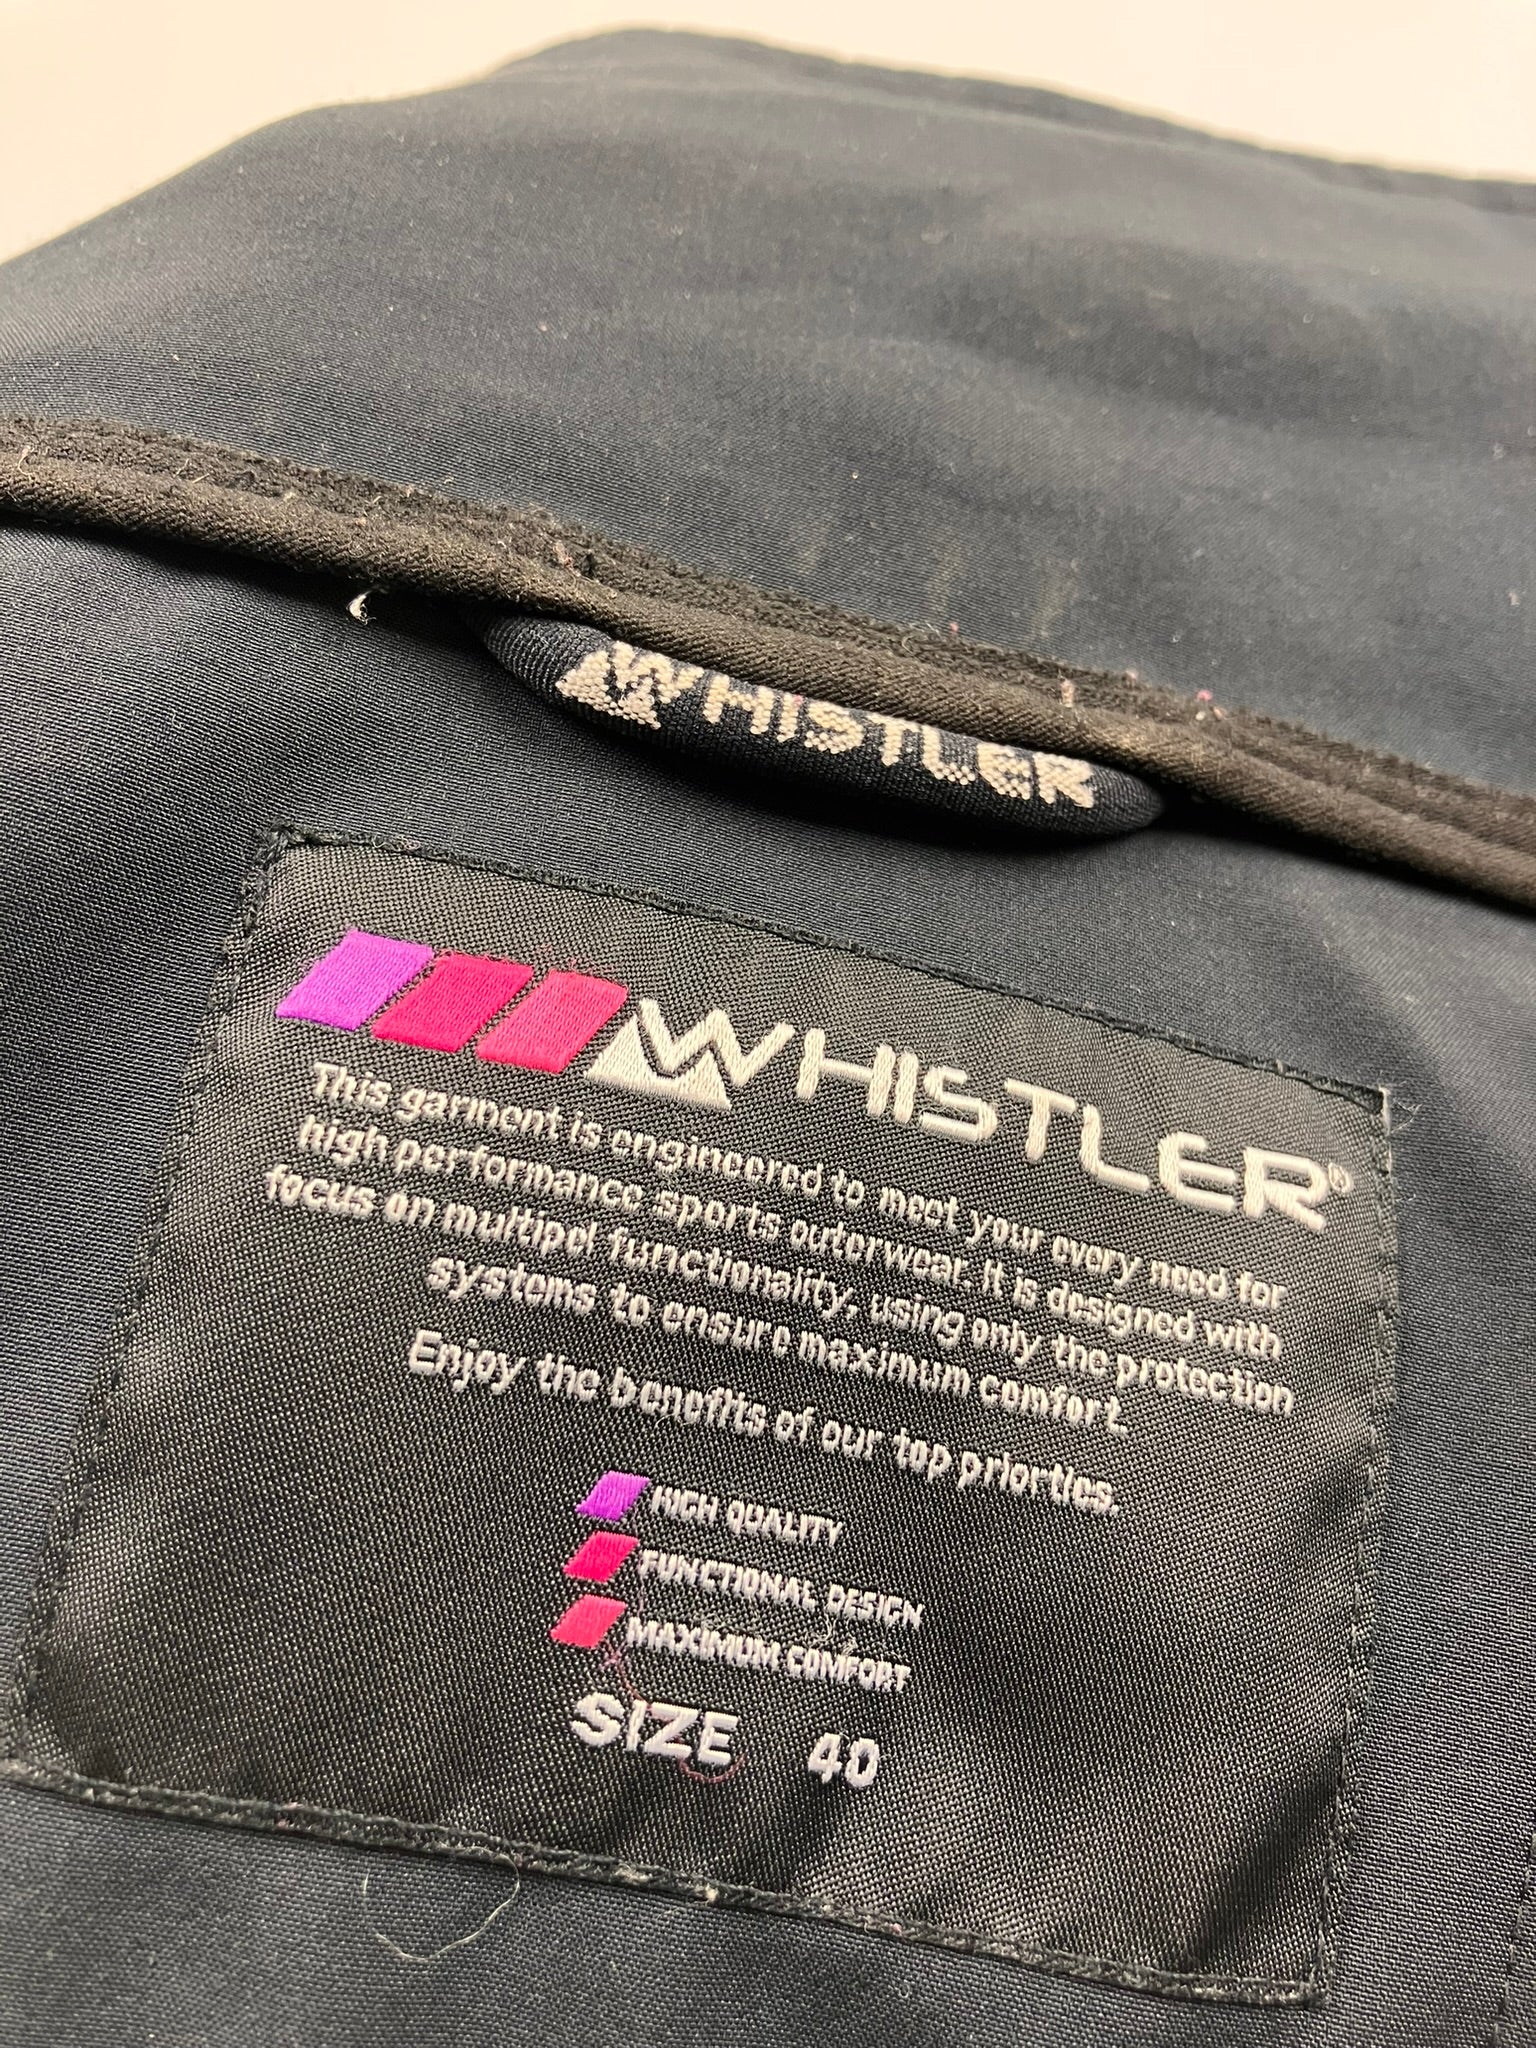 WHISTLER
WHISTLER®
This garment is engineered to meet your every need for
high performance sports outerwear. It is designed with
focus on multipel functionality, using only the protection
systems to ensure maximum comfort.
Enjoy the benefits of our top priorties.
HIGH QUALITY
FUNCTIONAL DESIGN
MAXIMUM COMFORT
SIZE 40